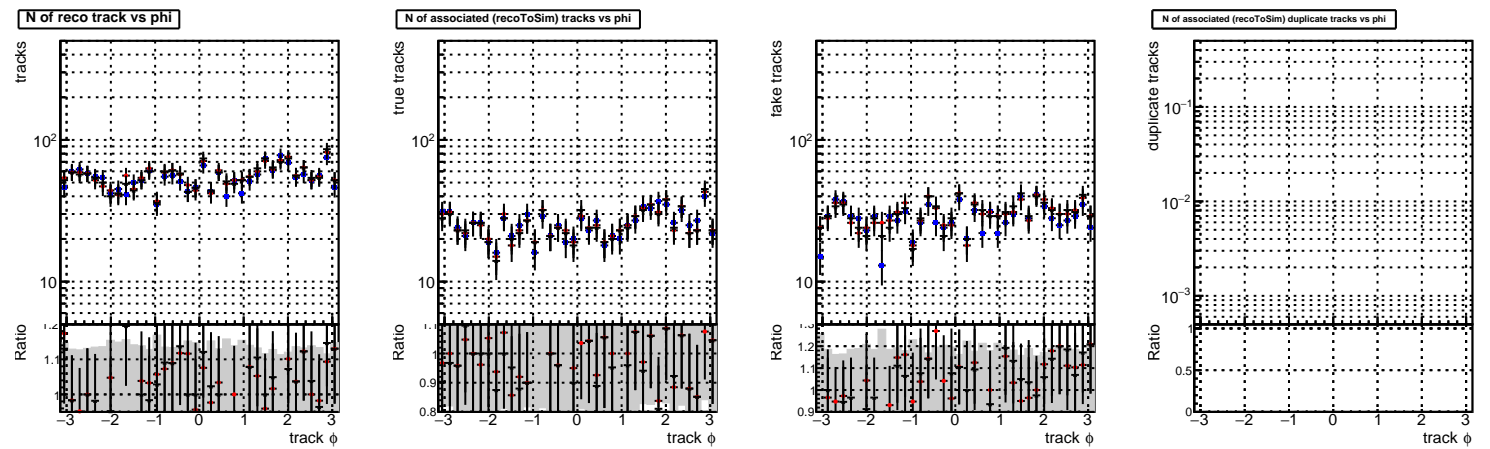 N of reco track vs phi
tracks
10²
10
Ratio
1.2
1.1
1
−3 −2 −1 0 1 2 3
track ϕ
N of associated (recoToSim) tracks vs phi
true tracks
10²
10
Ratio
1.1
1
0.9
0.8
−3 −2 −1 0 1 2 3
track ϕ
fake tracks
10²
10
Ratio
1.3
1.2
1.1
1
0.9
−3 −2 −1 0 1 2 3
track ϕ
N of associated (recoToSim) duplicate tracks vs phi
duplicate tracks
10⁻¹
10⁻²
10⁻³
Ratio
1
0.5
0
−3 −2 −1 0 1 2 3
track ϕ